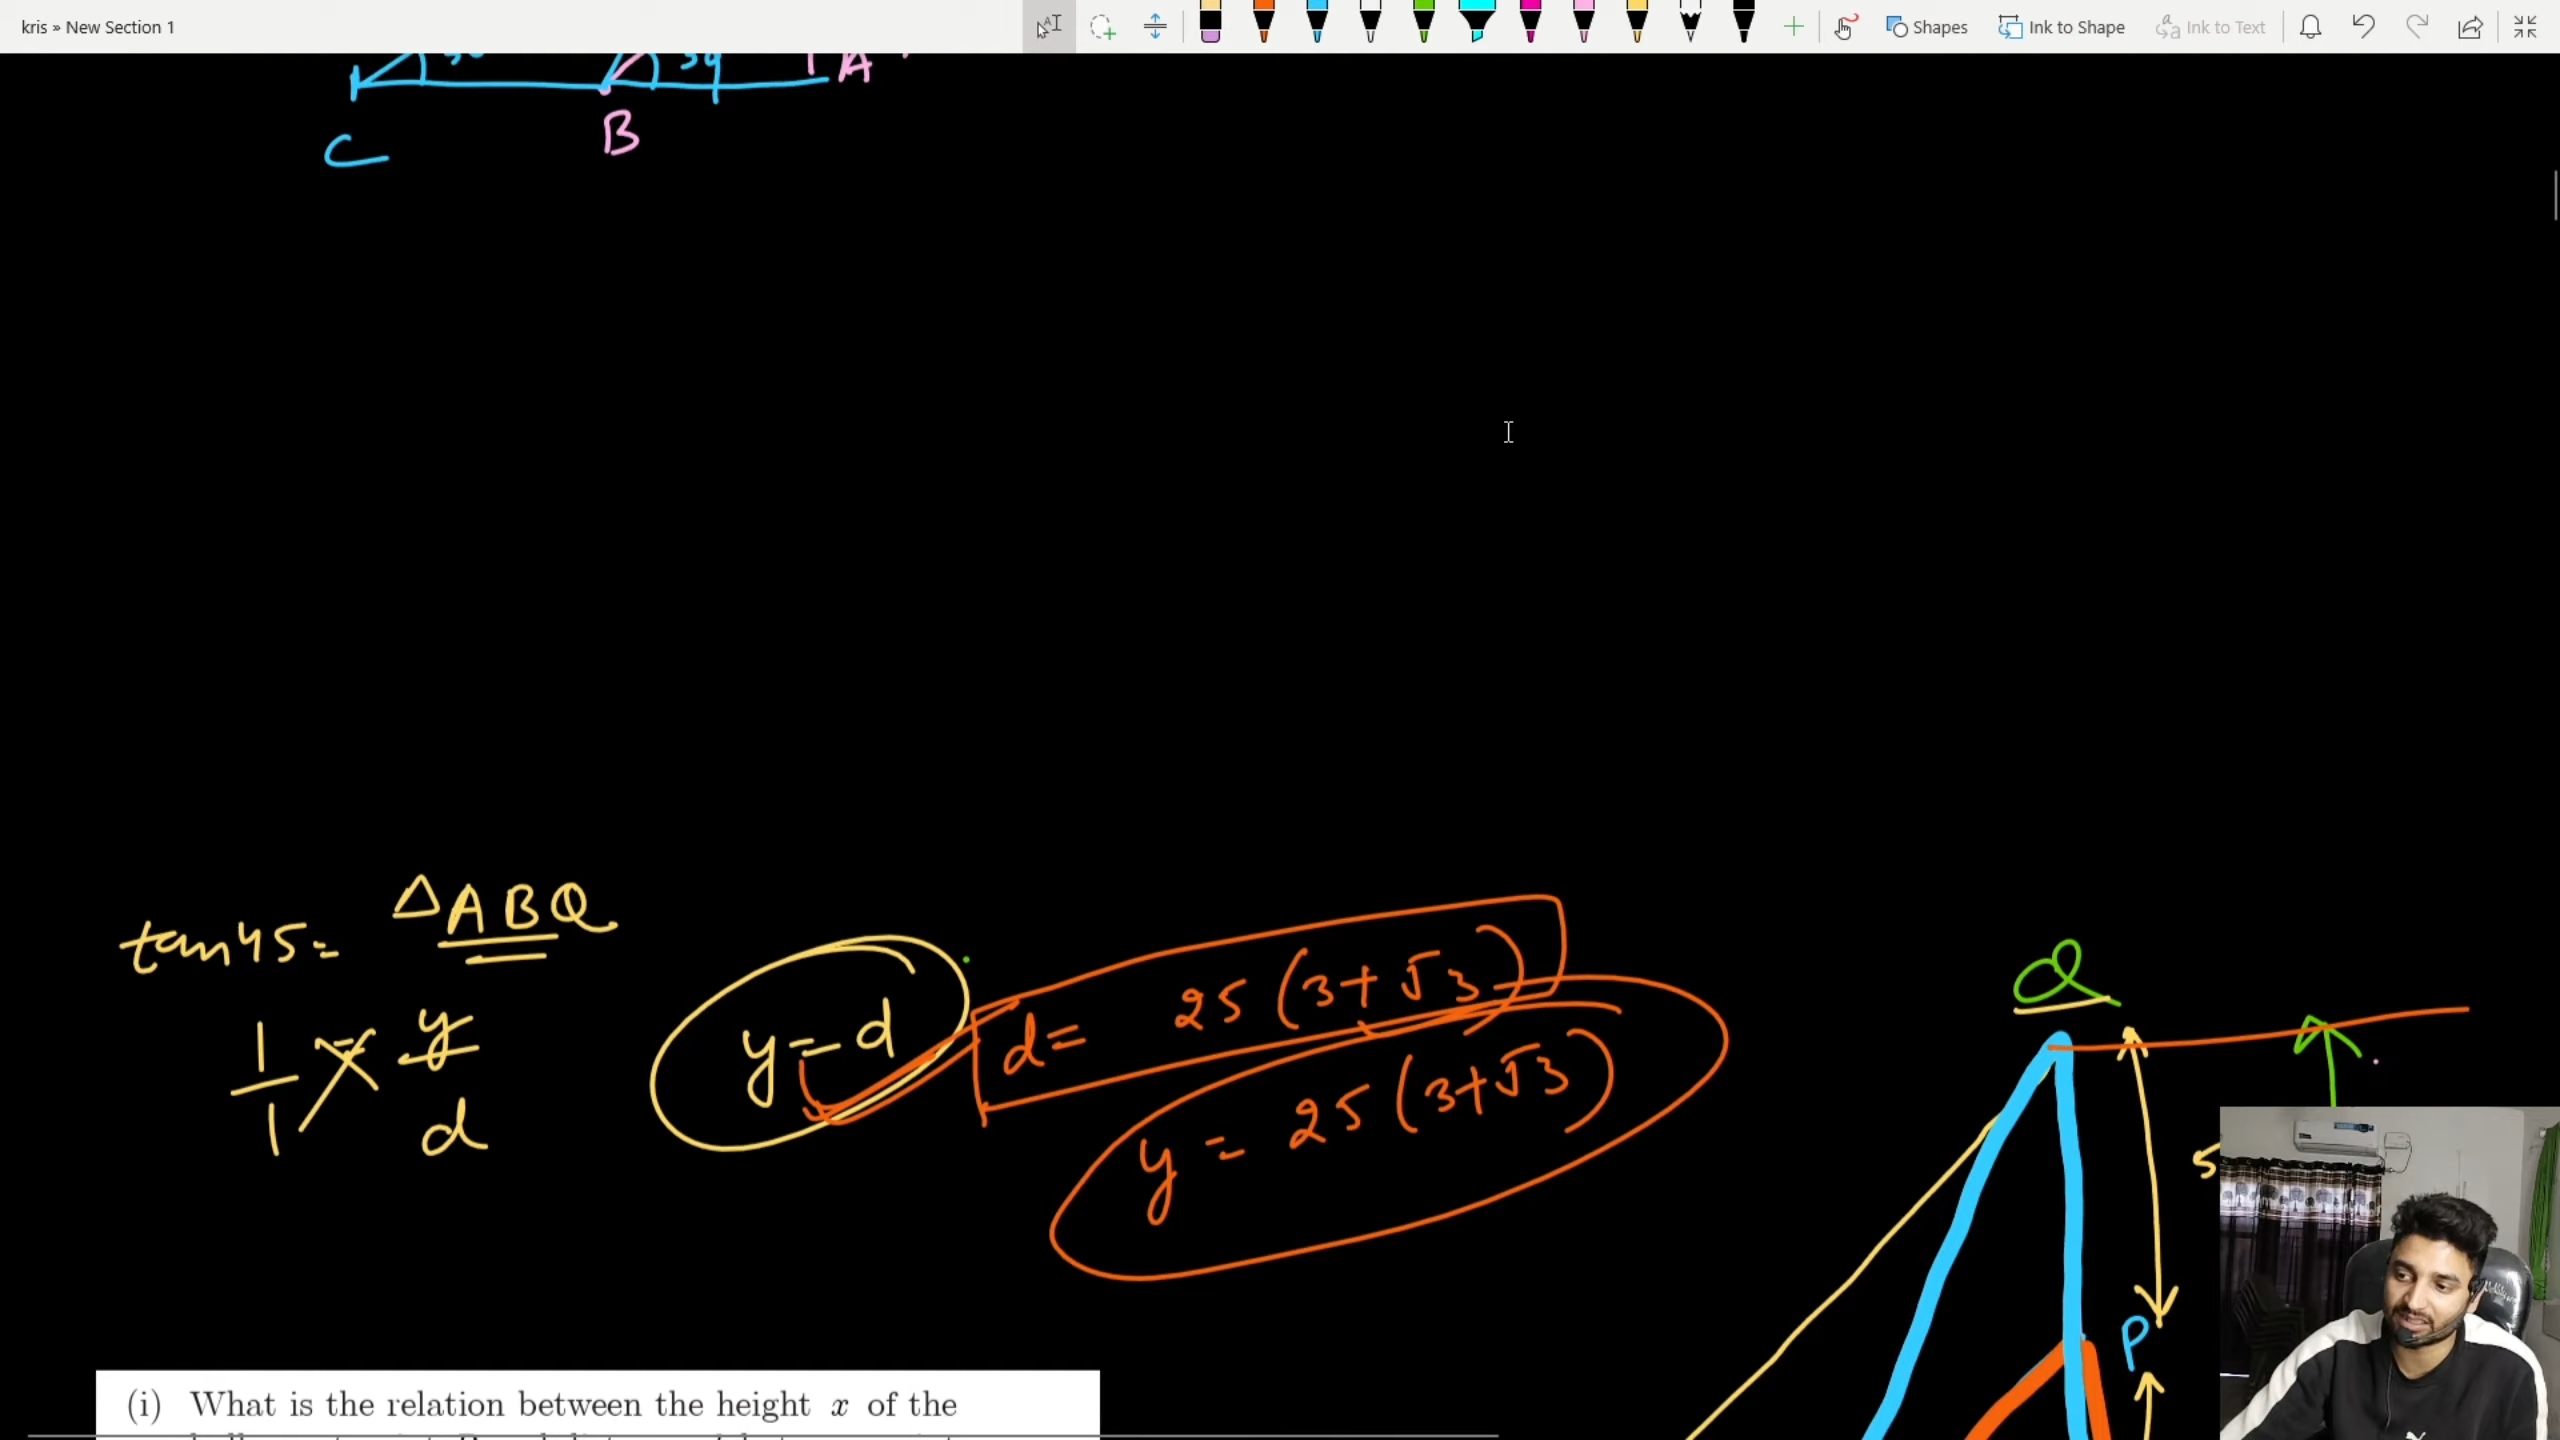 kris » New Section 1
Shapes
Ink to Shape
Ink to Text
A
C
B
tan45= △ABQ
1/1 = y/d
y=d
d= 25(3+√3)
y = 25(3+√3)
Q
5
P
(i) What is the relation between the height x of the